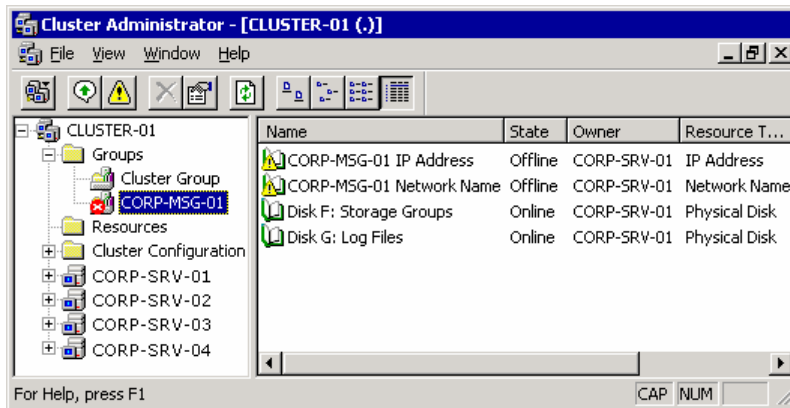 Cluster Administrator - [CLUSTER-01 (.)]
File View Window Help
CLUSTER-01
Groups
Cluster Group
CORP-MSG-01
Resources
Cluster Configuration
CORP-SRV-01
CORP-SRV-02
CORP-SRV-03
CORP-SRV-04
Name State Owner Resource T...
CORP-MSG-01 IP Address Offline CORP-SRV-01 IP Address
CORP-MSG-01 Network Name Offline CORP-SRV-01 Network Name
Disk F: Storage Groups Online CORP-SRV-01 Physical Disk
Disk G: Log Files Online CORP-SRV-01 Physical Disk
For Help, press F1 CAP NUM